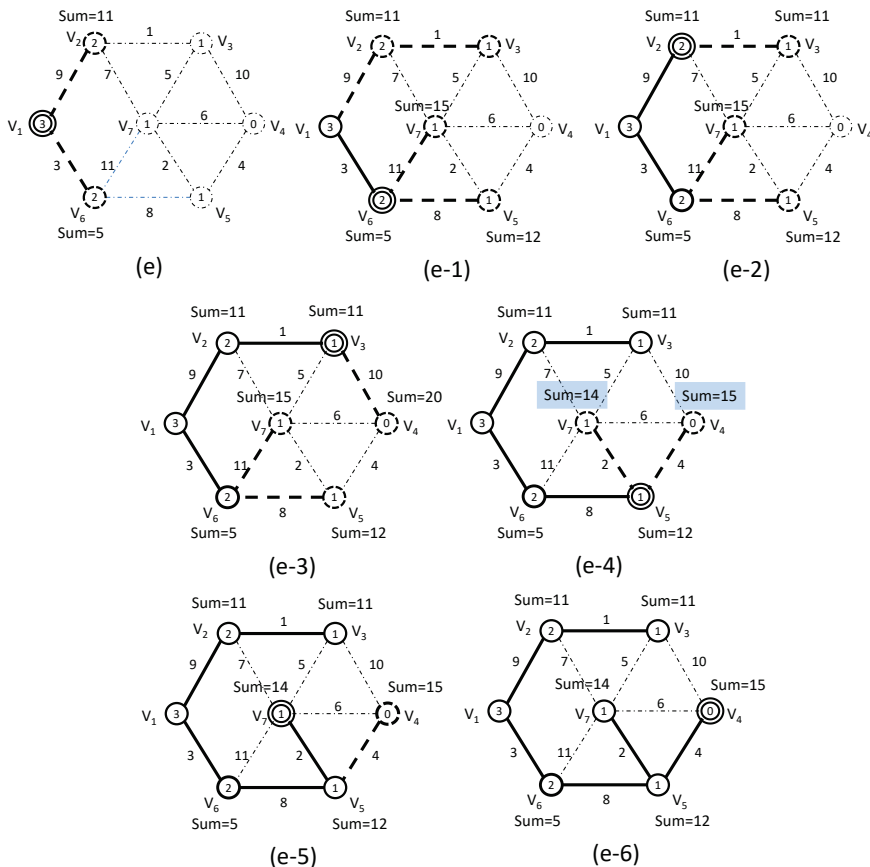 Sum=11
1
V2 2 1 V3
9 7 5 10
V1 3 V7 1 6 0 V4
3 11 2 4
V6 2 8 1 V5
Sum=5
(e)
Sum=11 Sum=11
1
V2 2 1 V3
9 7 5 10
Sum=15
V1 3 V7 1 6 0 V4
3 11 2 4
V6 2 8 1 V5
Sum=5 Sum=12
(e-1)
Sum=11 Sum=11
1
V2 2 1 V3
9 7 5 10
Sum=15
V1 3 V7 1 6 0 V4
3 11 2 4
V6 2 8 1 V5
Sum=5 Sum=12
(e-2)
Sum=11 Sum=11
1
V2 2 1 V3
9 7 5 10
Sum=15 Sum=20
V1 3 V7 1 6 0 V4
3 11 2 4
V6 2 8 1 V5
Sum=5 Sum=12
(e-3)
Sum=11 Sum=11
1
V2 2 1 V3
9 7 5 10
Sum=14 Sum=15
V1 3 V7 1 6 0 V4
3 11 2 4
V6 2 8 1 V5
Sum=5 Sum=12
(e-4)
Sum=11 Sum=11
1
V2 2 1 V3
9 7 5 10
Sum=14 Sum=15
V1 3 V7 1 6 0 V4
3 11 2 4
V6 2 8 1 V5
Sum=5 Sum=12
(e-5)
Sum=11 Sum=11
1
V2 2 1 V3
9 7 5 10
Sum=14 Sum=15
V1 3 V7 1 6 0 V4
3 11 2 4
V6 2 8 1 V5
Sum=5 Sum=12
(e-6)